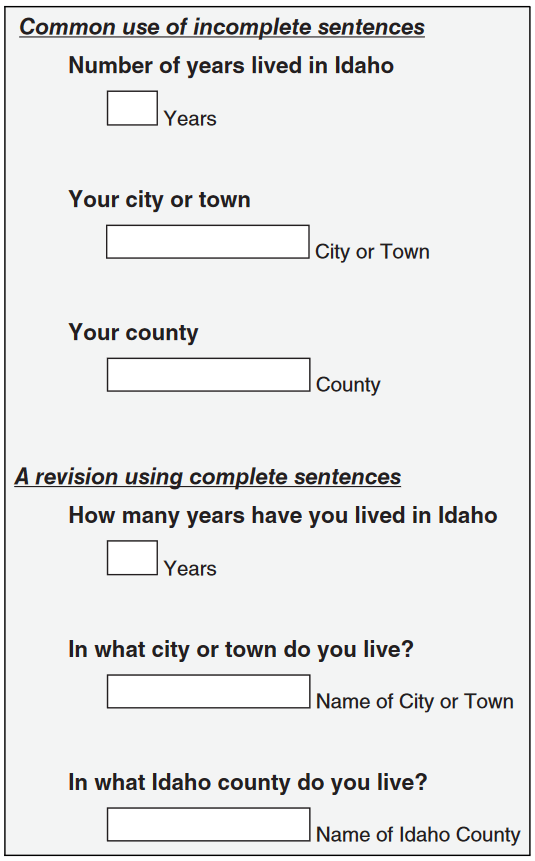 Common use of incomplete sentences
Number of years lived in Idaho
Years
Your city or town
City or Town
Your county
County
A revision using complete sentences
How many years have you lived in Idaho
Years
In what city or town do you live?
Name of City or Town
In what Idaho county do you live?
Name of Idaho County